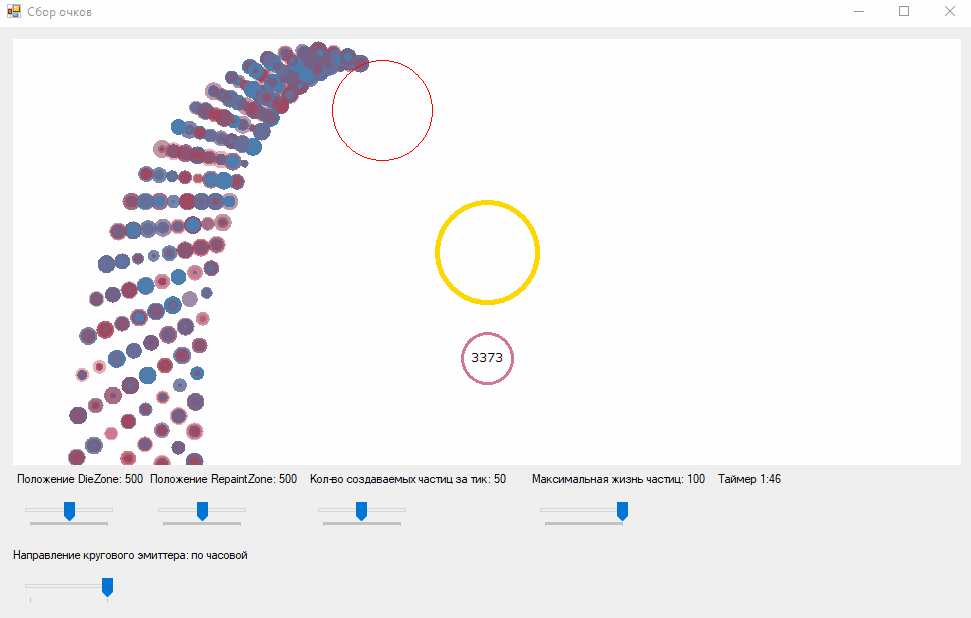 Сбор очков
3373
Положение DieZone: 500 Положение RepaintZone: 500 Кол-во создаваемых частиц за тик: 50 Максимальная жизнь частиц: 100 Таймер 1:46
Направление кругового эмиттера: по часовой